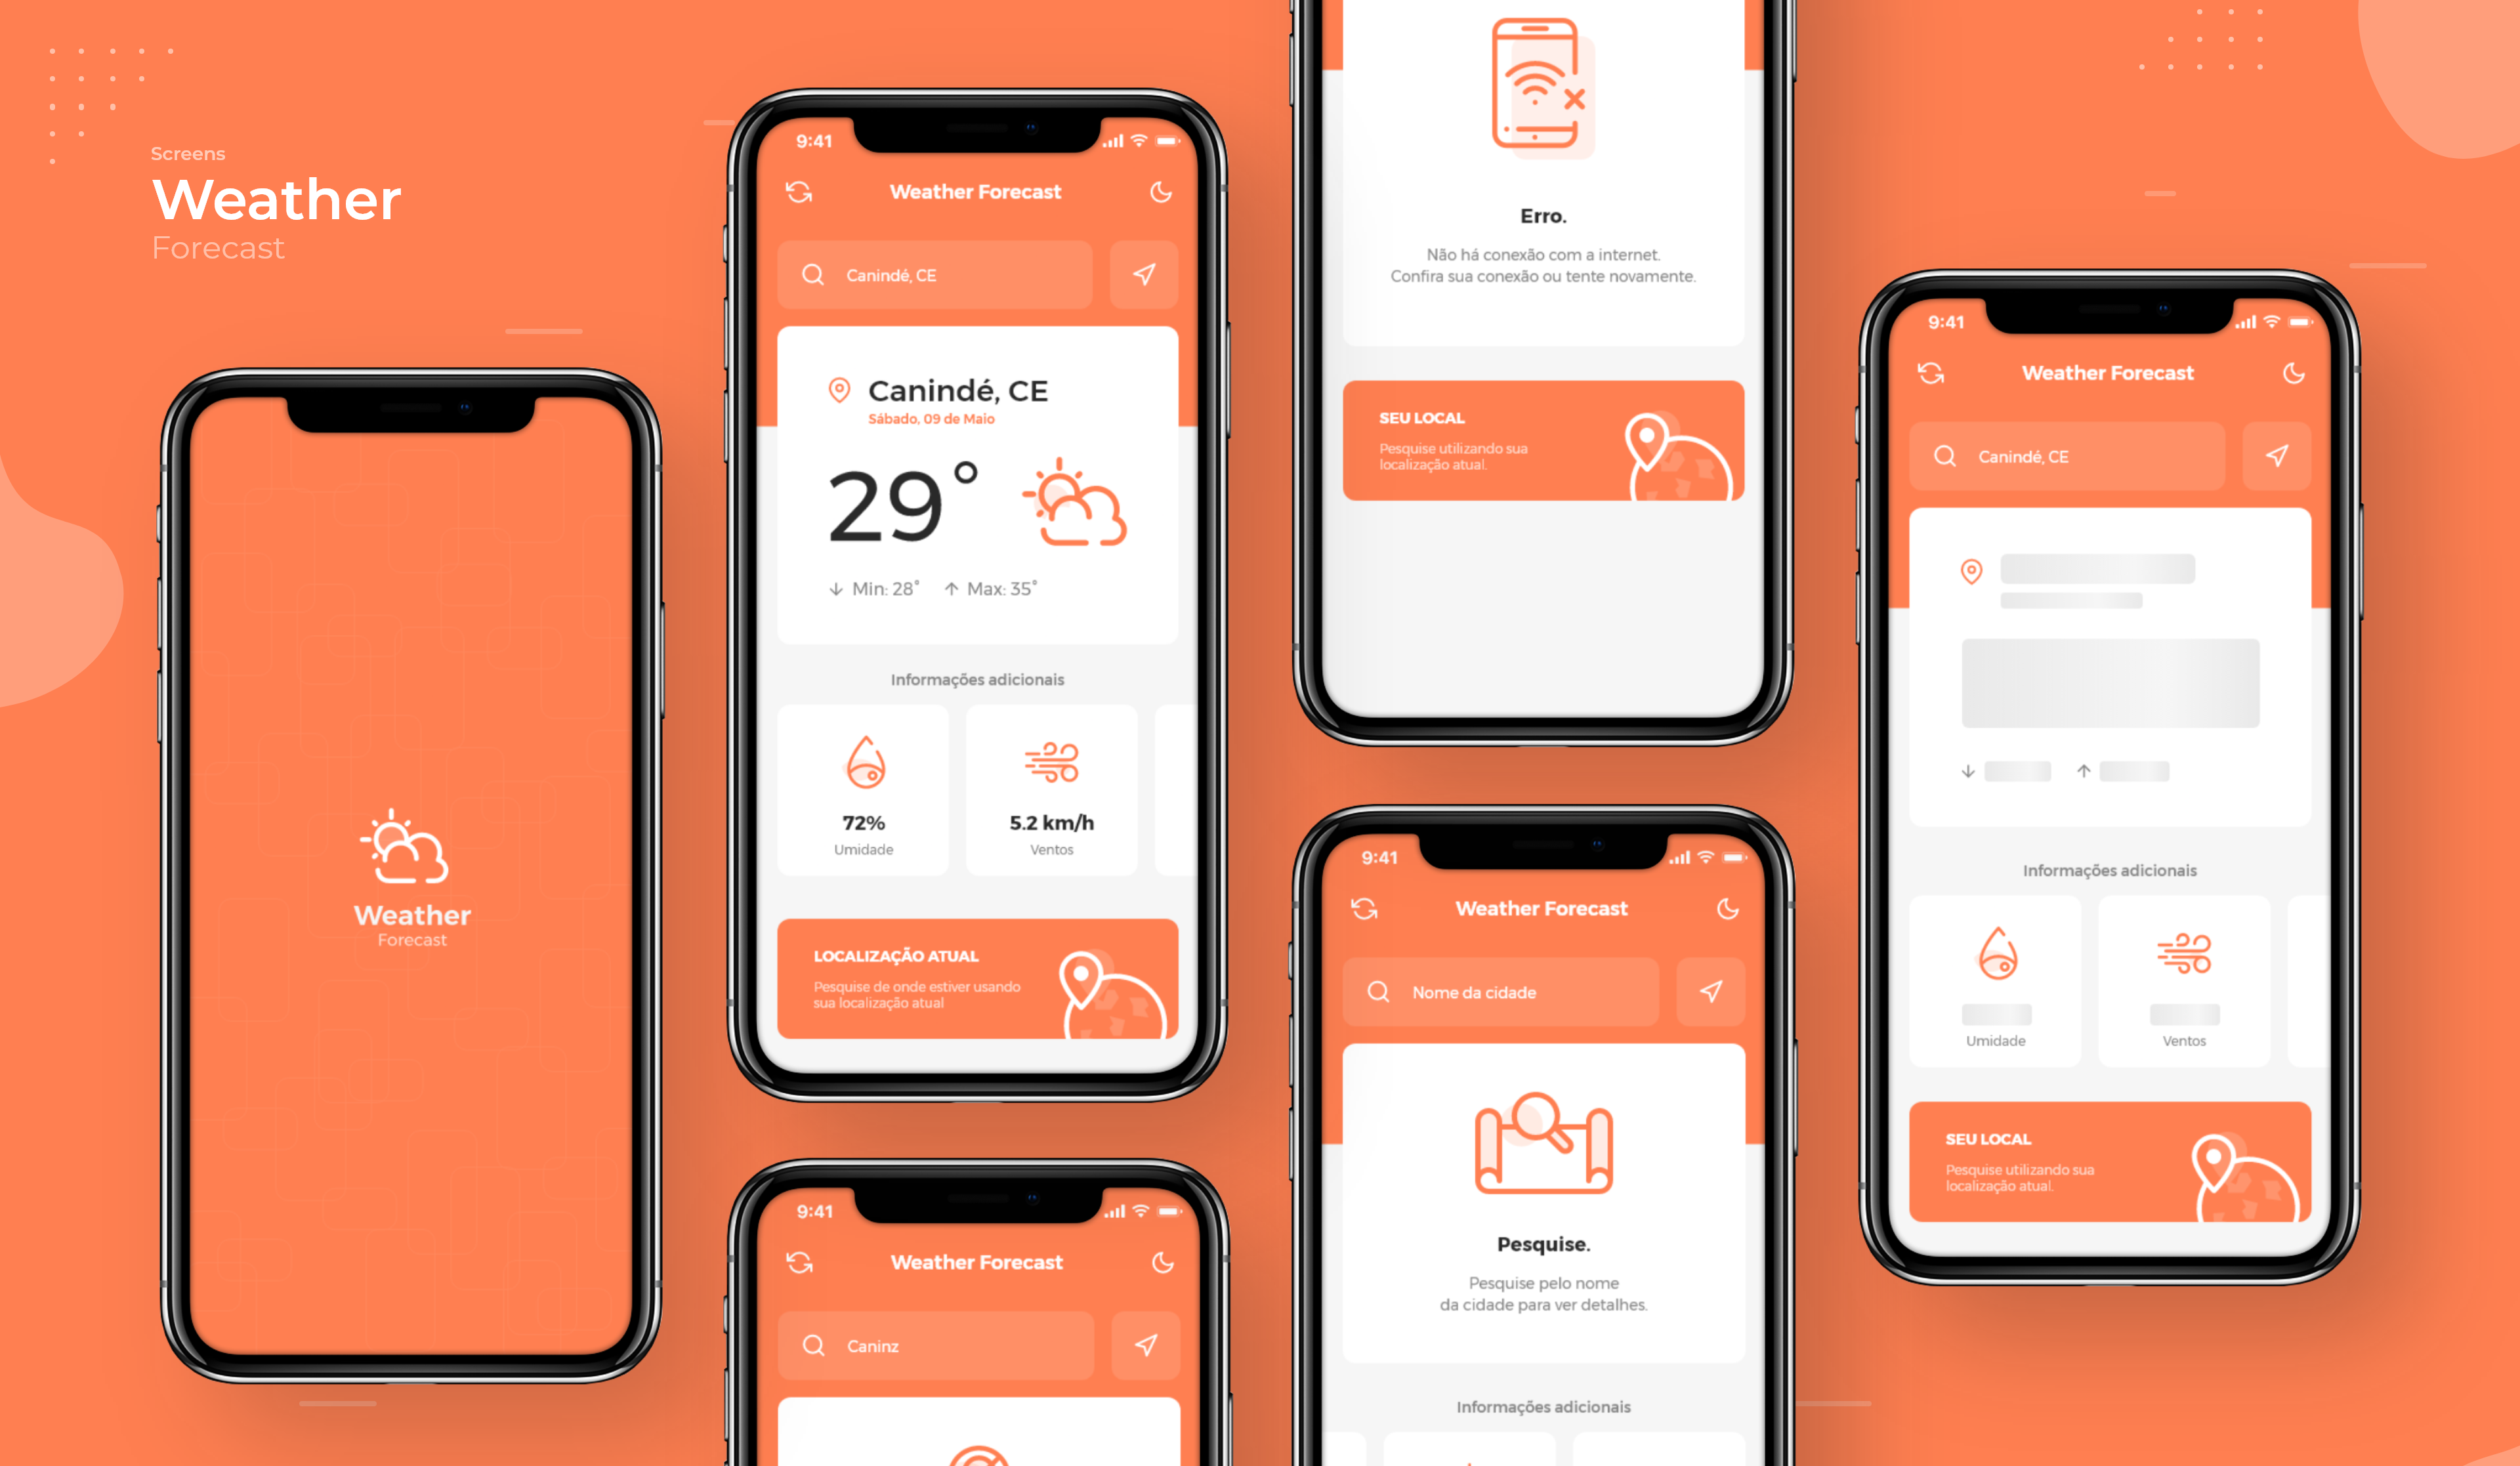 Screens
Weather
Forecast
Weather
Forecast
9:41
Weather Forecast
Canindé, CE
Canindé, CE
Sábado, 09 de Maio
29°
Min: 28° Max: 35°
Informações adicionais
72%
Umidade
5.2 km/h
Ventos
LOCALIZAÇÃO ATUAL
Pesquise de onde estiver usando
sua localização atual
9:41
Weather Forecast
Caninz
Erro.
Não há conexão com a internet.
Confira sua conexão ou tente novamente.
SEU LOCAL
Pesquise utilizando sua
localização atual.
9:41
Weather Forecast
Nome da cidade
Pesquise.
Pesquise pelo nome
da cidade para ver detalhes.
Informações adicionais
9:41
Weather Forecast
Canindé, CE
Informações adicionais
Umidade
Ventos
SEU LOCAL
Pesquise utilizando sua
localização atual.